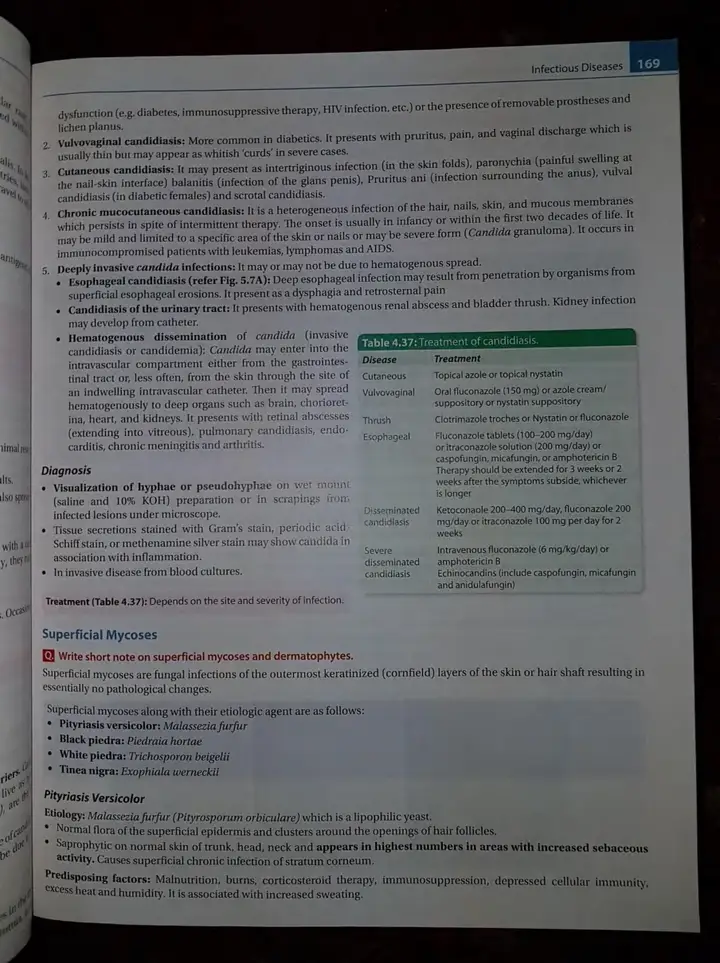 Infectious Diseases 169
dysfunction (e.g. diabetes, immunosuppressive therapy, HIV infection, etc.) or the presence of removable prostheses and
lichen planus.
2. Vulvovaginal candidiasis: More common in diabetics. It presents with pruritus, pain, and vaginal discharge which is
usually thin but may appear as whitish 'curds' in severe cases.
3. Cutaneous candidiasis: It may present as intertriginous infection (in the skin folds), paronychia (painful swelling at
the nail-skin interface) balanitis (infection of the glans penis), Pruritus ani (infection surrounding the anus), vulval
candidiasis (in diabetic females) and scrotal candidiasis.
4. Chronic mucocutaneous candidiasis: It is a heterogeneous infection of the hair, nails, skin, and mucous membranes
which persists in spite of intermittent therapy. The onset is usually in infancy or within the first two decades of life. It
may be mild and limited to a specific area of the skin or nails or may be severe form (Candida granuloma). It occurs in
immunocompromised patients with leukemias, lymphomas and AIDS.
5. Deeply invasive candida infections: It may or may not be due to hematogenous spread.
• Esophageal candidiasis (refer Fig. 5.7A): Deep esophageal infection may result from penetration by organisms from
superficial esophageal erosions. It present as a dysphagia and retrosternal pain
• Candidiasis of the urinary tract: It presents with hematogenous renal abscess and bladder thrush. Kidney infection
may develop from catheter.
• Hematogenous dissemination of candida (invasive
candidiasis or candidemia): Candida may enter into the
intravascular compartment either from the gastrointes-
tinal tract or, less often, from the skin through the site of
an indwelling intravascular catheter. Then it may spread
hematogenously to deep organs such as brain, chorioret-
ina, heart, and kidneys. It presents with retinal abscesses
(extending into vitreous), pulmonary candidiasis, endo-
carditis, chronic meningitis and arthritis.
Diagnosis
• Visualization of hyphae or pseudohyphae on wet mount
(saline and 10% KOH) preparation or in scrapings from
infected lesions under microscope.
• Tissue secretions stained with Gram's stain, periodic acid
Schiff stain, or methenamine silver stain may show candida in
association with inflammation.
• In invasive disease from blood cultures.
Treatment (Table 4.37): Depends on the site and severity of infection.
Table 4.37: Treatment of candidiasis.
Disease Treatment
Cutaneous Topical azole or topical nystatin
Vulvovaginal Oral fluconazole (150 mg) or azole cream/
suppository or nystatin suppository
Thrush Clotrimazole troches or Nystatin or fluconazole
Esophageal Fluconazole tablets (100–200 mg/day)
or itraconazole solution (200 mg/day) or
caspofungin, micafungin, or amphotericin B
Therapy should be extended for 3 weeks or 2
weeks after the symptoms subside, whichever
is longer
Disseminated Ketoconaole 200–400 mg/day, fluconazole 200
candidiasis mg/day or itraconazole 100 mg per day for 2
weeks
Severe Intravenous fluconazole (6 mg/kg/day) or
disseminated amphotericin B
candidiasis Echinocandins (include caspofungin, micafungin
and anidulafungin)
Superficial Mycoses
Q. Write short note on superficial mycoses and dermatophytes.
Superficial mycoses are fungal infections of the outermost keratinized (cornfield) layers of the skin or hair shaft resulting in
essentially no pathological changes.
Superficial mycoses along with their etiologic agent are as follows:
• Pityriasis versicolor: Malassezia furfur
• Black piedra: Piedraia hortae
• White piedra: Trichosporon beigelii
• Tinea nigra: Exophiala werneckii
Pityriasis Versicolor
Etiology: Malassezia furfur (Pityrosporum orbiculare) which is a lipophilic yeast.
• Normal flora of the superficial epidermis and clusters around the openings of hair follicles.
• Saprophytic on normal skin of trunk, head, neck and appears in highest numbers in areas with increased sebaceous
activity. Causes superficial chronic infection of stratum corneum.
Predisposing factors: Malnutrition, burns, corticosteroid therapy, immunosuppression, depressed cellular immunity,
excess heat and humidity. It is associated with increased sweating.